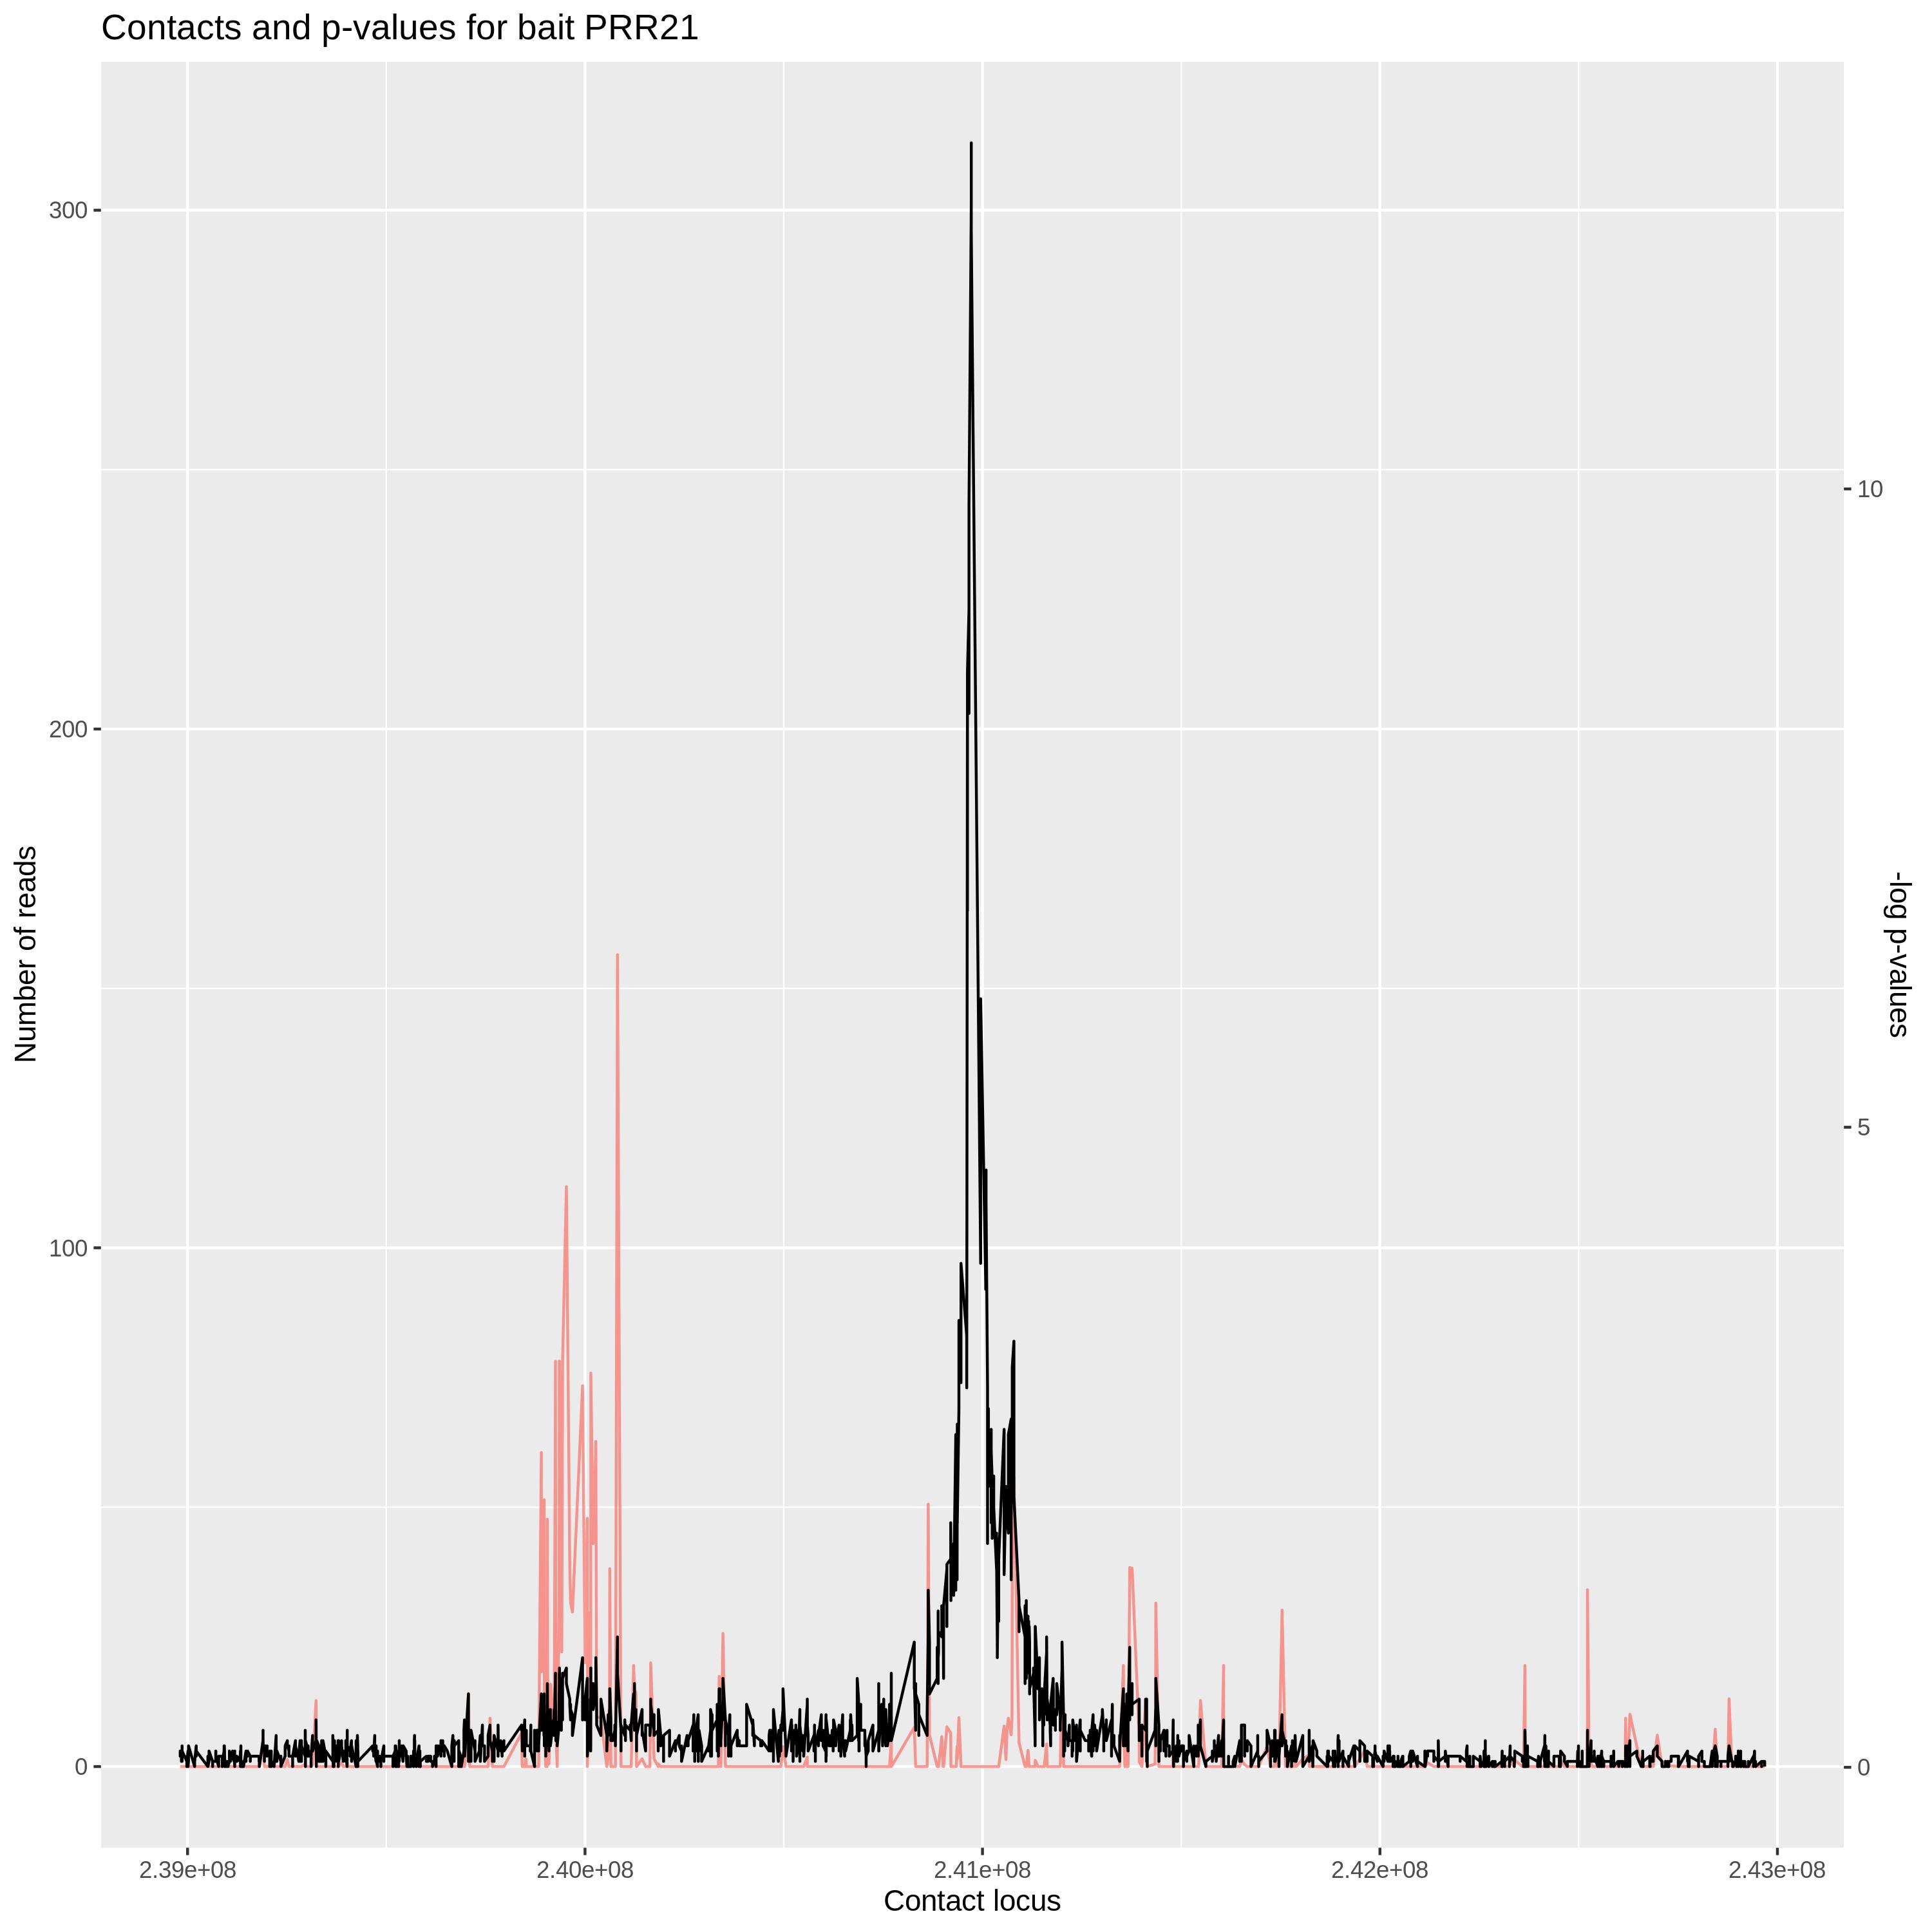 Contacts and p-values for bait PRR21
300
200
100
0
Number of reads
10
5
0
-log p-values
2.39e+08
2.40e+08
2.41e+08
2.42e+08
2.43e+08
Contact locus